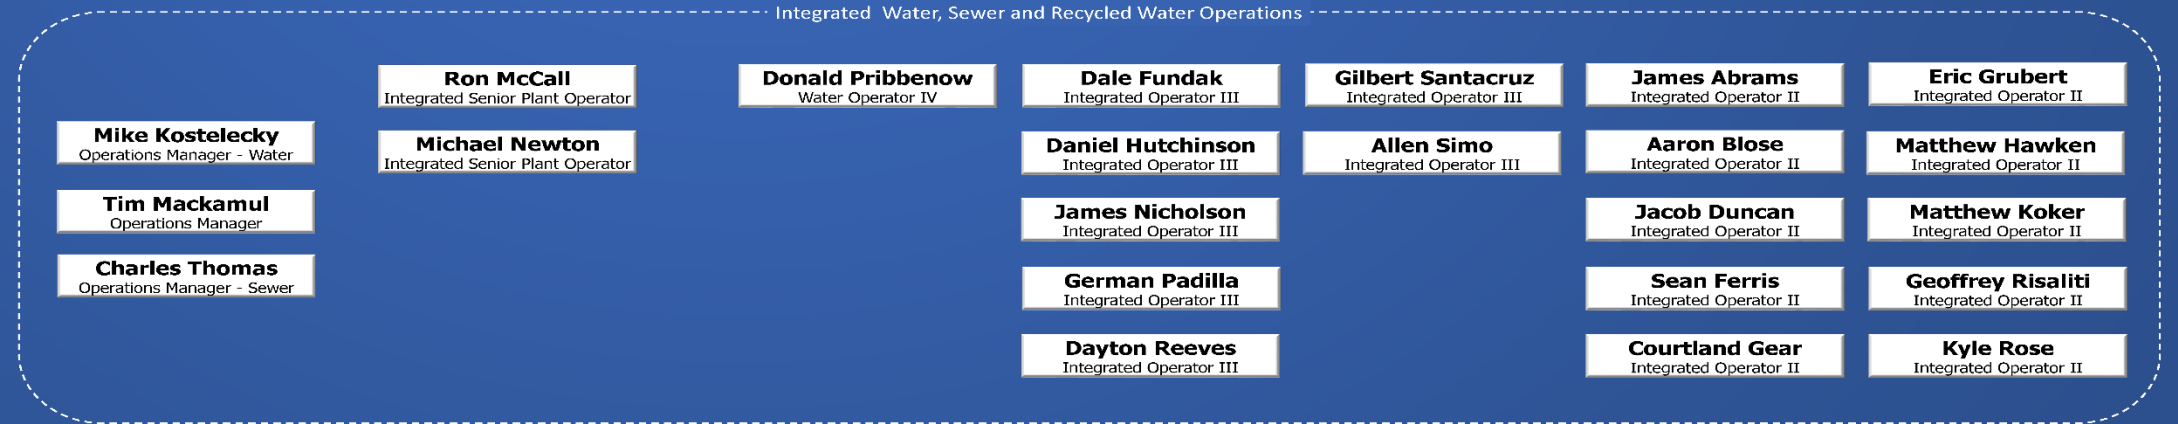 Integrated Water, Sewer and Recycled Water Operations
Mike Kostelecky
Operations Manager - Water
Tim Mackamul
Operations Manager
Charles Thomas
Operations Manager - Sewer
Ron McCall
Integrated Senior Plant Operator
Michael Newton
Integrated Senior Plant Operator
Donald Pribbenow
Water Operator IV
Dale Fundak
Integrated Operator III
Daniel Hutchinson
Integrated Operator III
James Nicholson
Integrated Operator III
German Padilla
Integrated Operator III
Dayton Reeves
Integrated Operator III
Gilbert Santacruz
Integrated Operator III
Allen Simo
Integrated Operator III
James Abrams
Integrated Operator II
Aaron Blose
Integrated Operator II
Jacob Duncan
Integrated Operator II
Sean Ferris
Integrated Operator II
Courtland Gear
Integrated Operator II
Eric Grubert
Integrated Operator II
Matthew Hawken
Integrated Operator II
Matthew Koker
Integrated Operator II
Geoffrey Risaliti
Integrated Operator II
Kyle Rose
Integrated Operator II